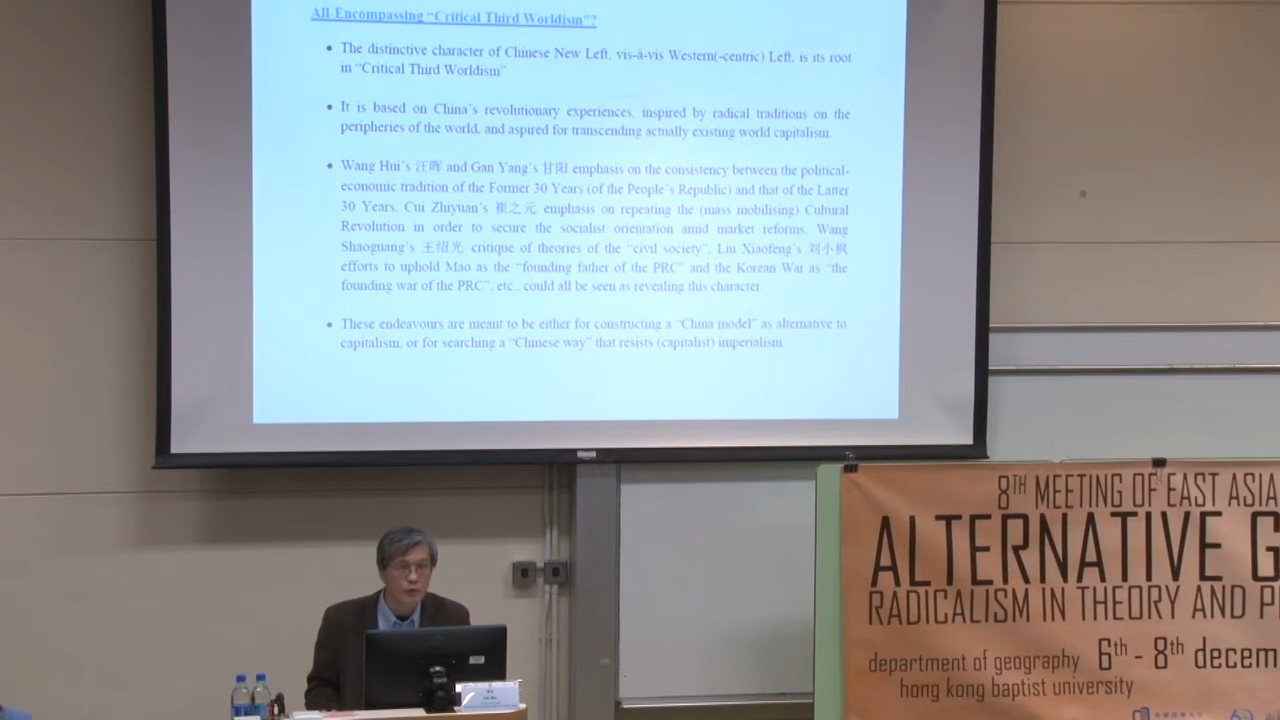 All-Encompassing “Critical Third Worldism”?
• The distinctive character of Chinese New Left, vis-à-vis Western(-centric) Left, is its root
in “Critical Third Worldism”
• It is based on China’s revolutionary experiences, inspired by radical traditions on the
peripheries of the world, and aspired for transcending actually existing world capitalism.
• Wang Hui’s 汪晖 and Gan Yang’s 甘阳 emphasis on the consistency between the political-
economic tradition of the Former 30 Years (of the People’s Republic) and that of the Latter
30 Years, Cui Zhiyuan’s 崔之元 emphasis on repeating the (mass mobilising) Cultural
Revolution in order to secure the socialist orientation amid market reforms, Wang
Shaoguang’s 王绍光 critique of theories of the “civil society”, Liu Xiaofeng’s 刘小枫
efforts to uphold Mao as the “founding father of the PRC” and the Korean War as “the
founding war of the PRC”, etc., could all be seen as revealing this character.
• These endeavours are meant to be either for constructing a “China model” as alternative to
capitalism, or for searching a “Chinese way” that resists (capitalist) imperialism.
8TH MEETING OF EAST ASIA
ALTERNATIVE G
RADICALISM IN THEORY AND P
department of geography 6th - 8th decem
hong kong baptist university